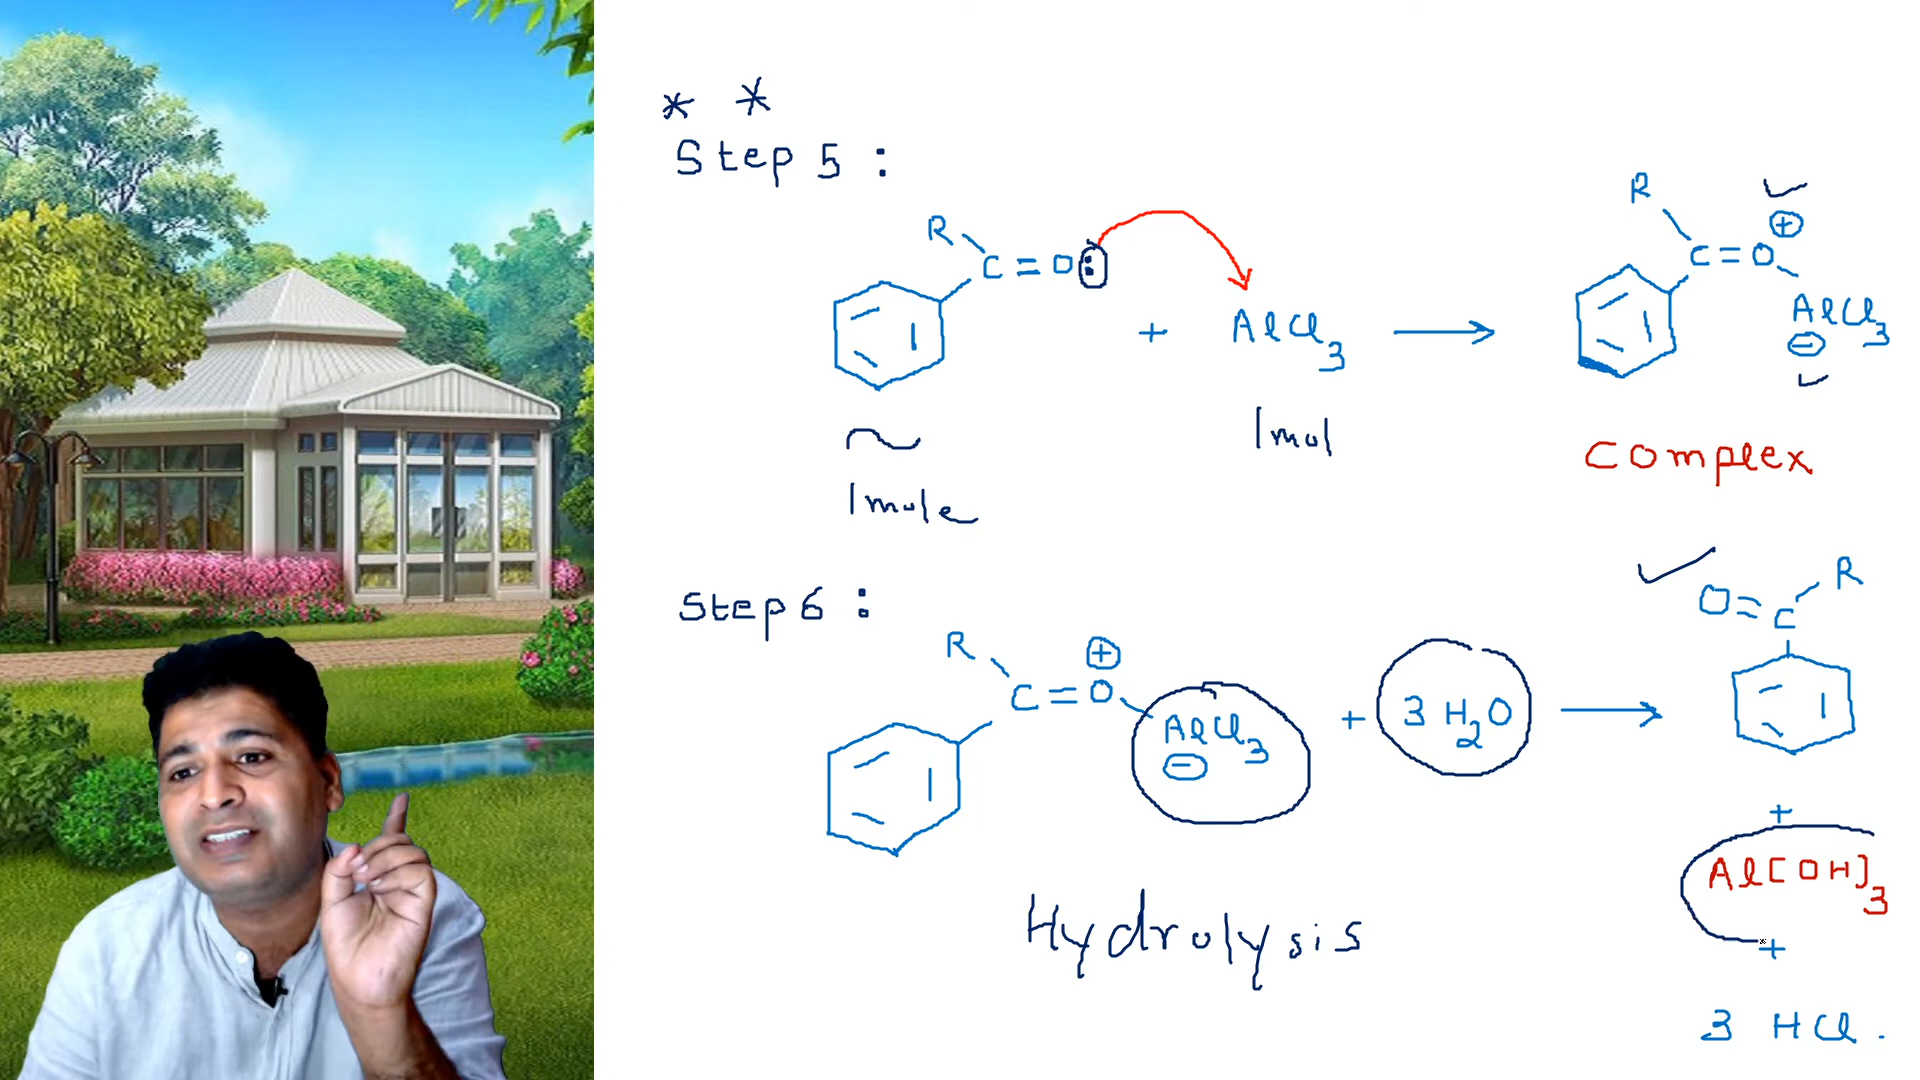 * *
Step 5 :
R
C = O :
+ AlCl3 →
1 mole
1 mol
R
C = O ⊕
AlCl3
⊖
Complex
Step 6 :
R
C = O ⊕
AlCl3
⊖
+ 3 H2O →
O = C R
+
Al[OH]3
+
3 HCl .
Hydrolysis